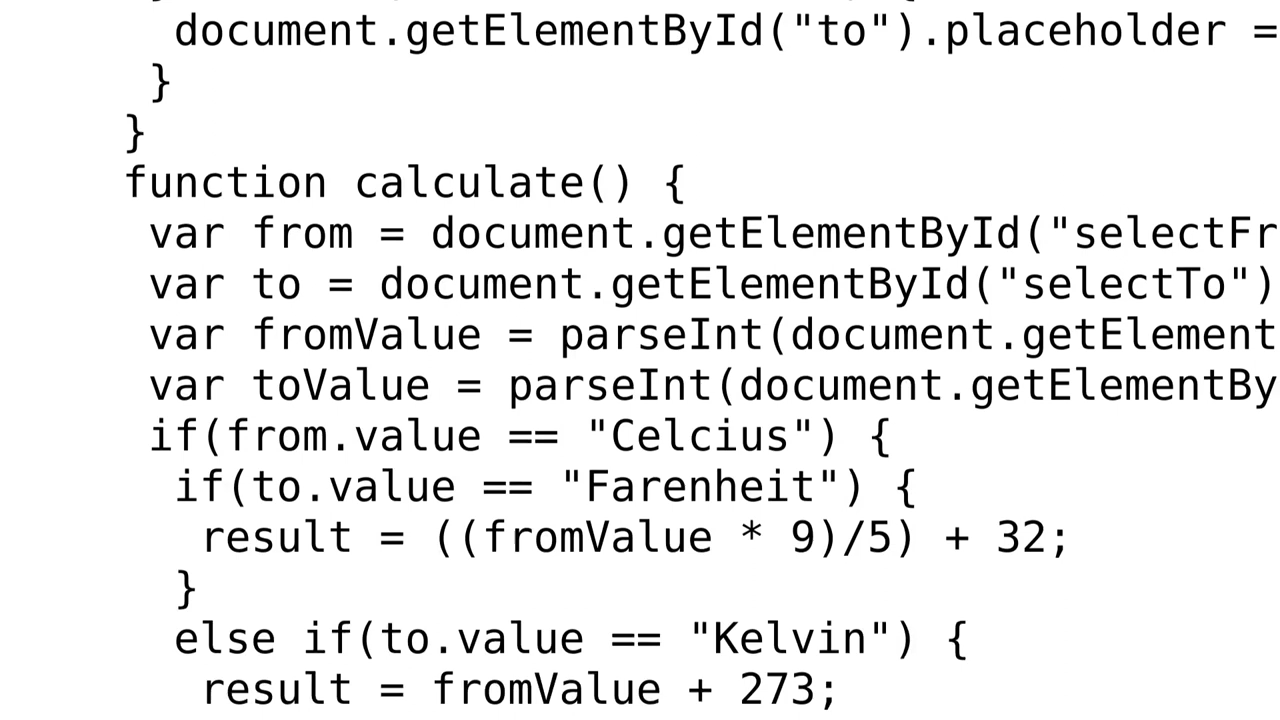 document.getElementById("to").placeholder =
}
}
function calculate() {
var from = document.getElementById("selectFr
var to = document.getElementById("selectTo")
var fromValue = parseInt(document.getElement
var toValue = parseInt(document.getElementBy
if(from.value == "Celcius") {
if(to.value == "Farenheit") {
result = ((fromValue * 9)/5) + 32;
}
else if(to.value == "Kelvin") {
result = fromValue + 273;